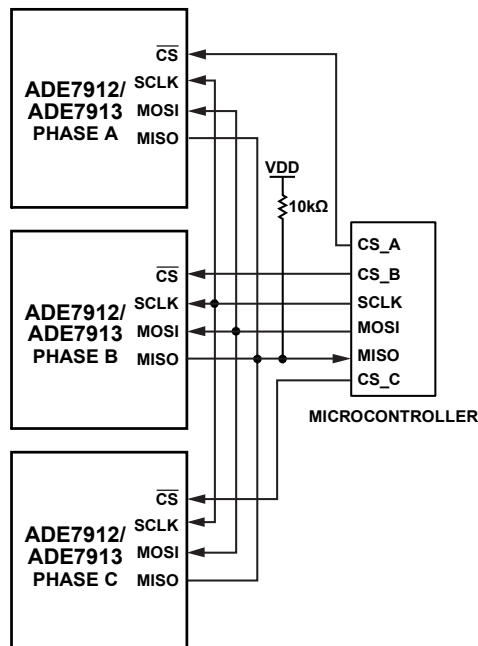 CS
SCLK
ADE7912/
ADE7913
PHASE A
MOSI
MISO
VDD
10kΩ
CS
SCLK
ADE7912/
ADE7913
PHASE B
MOSI
MISO
CS_A
CS_B
SCLK
MOSI
MISO
CS_C
MICROCONTROLLER
CS
SCLK
ADE7912/
ADE7913
PHASE C
MOSI
MISO